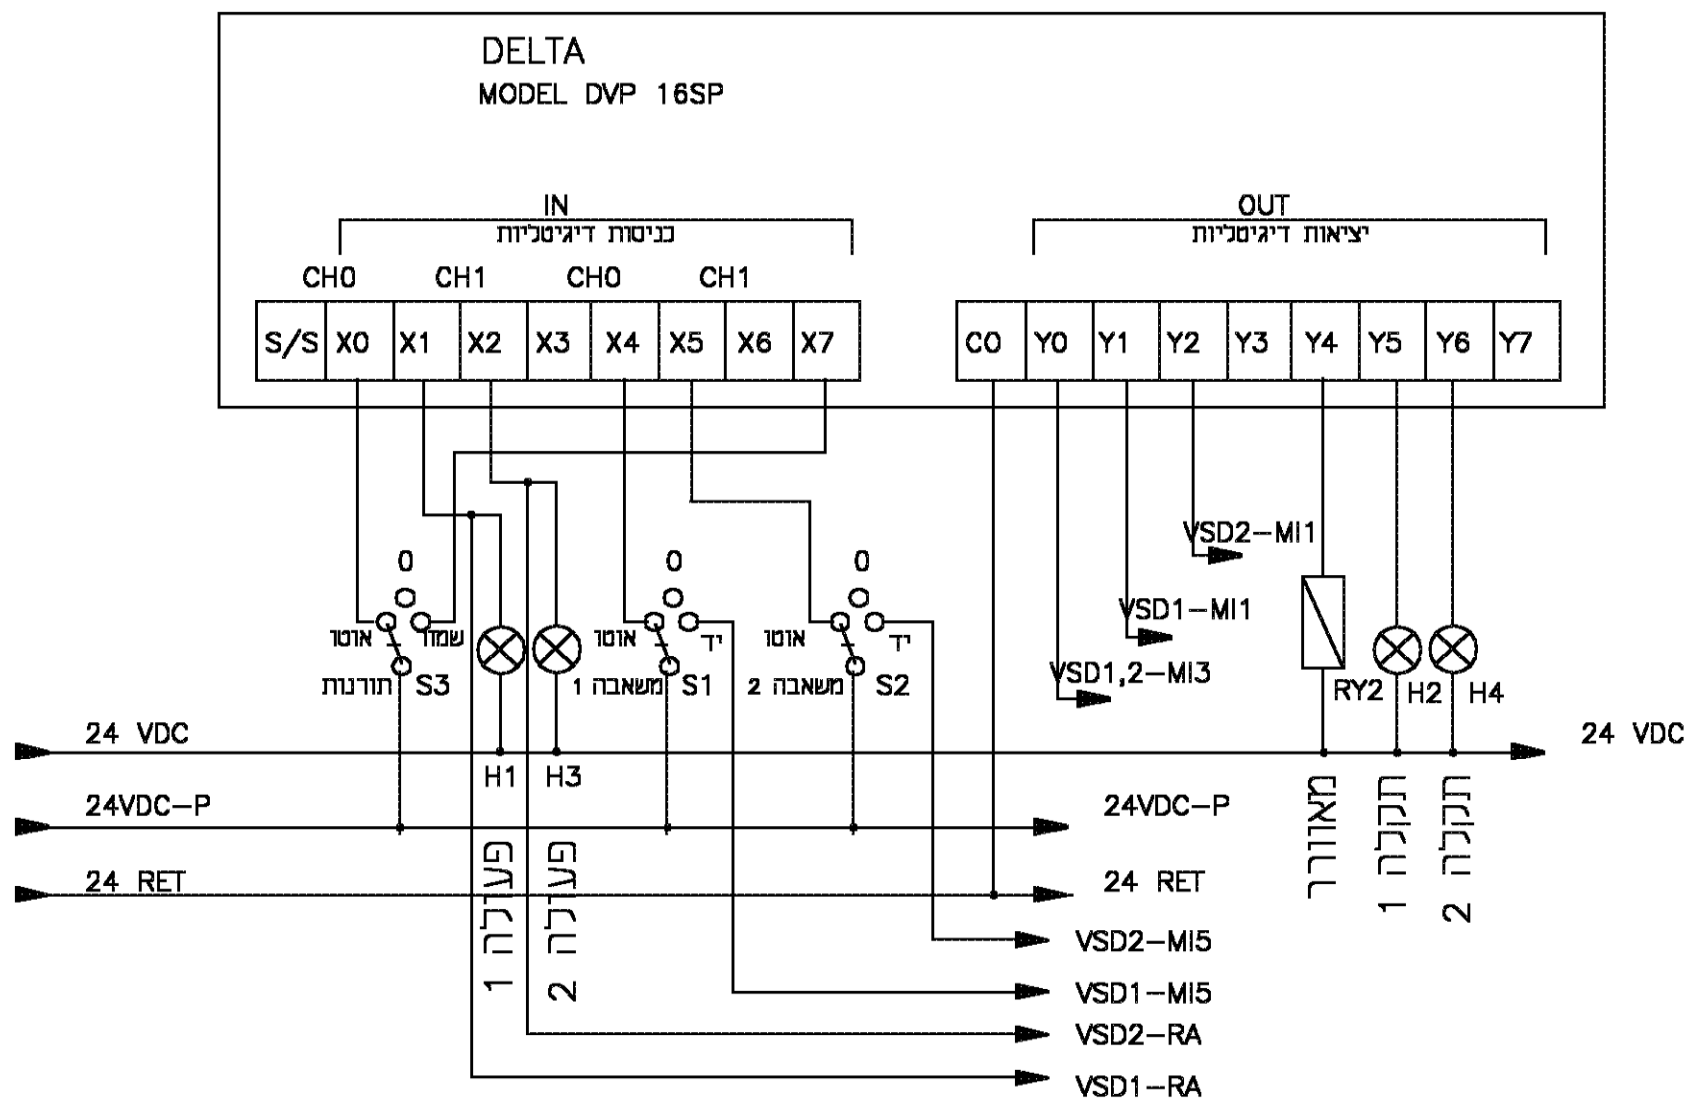 DELTA
MODEL DVP 16SP
IN
כניסות דיגיטליות
OUT
יציאות דיגיטליות
CH0 CH1 CH0 CH1
S/S X0 X1 X2 X3 X4 X5 X6 X7
C0 Y0 Y1 Y2 Y3 Y4 Y5 Y6 Y7
VSD2-MI1
0 0 0
VSD1-MI1
אוטו שמור
אוטו יד
אוטו יד
VSD1,2-MI3
תורנות S3
משאבה 1 S1
משאבה 2 S2
RY2 H2 H4
24 VDC
24 VDC
H1 H3
24VDC-P
24VDC-P
24 RET
24 RET
פעולה 1
פעולה 2
מאוורר
תקלה 1
תקלה 2
VSD2-MI5
VSD1-MI5
VSD2-RA
VSD1-RA